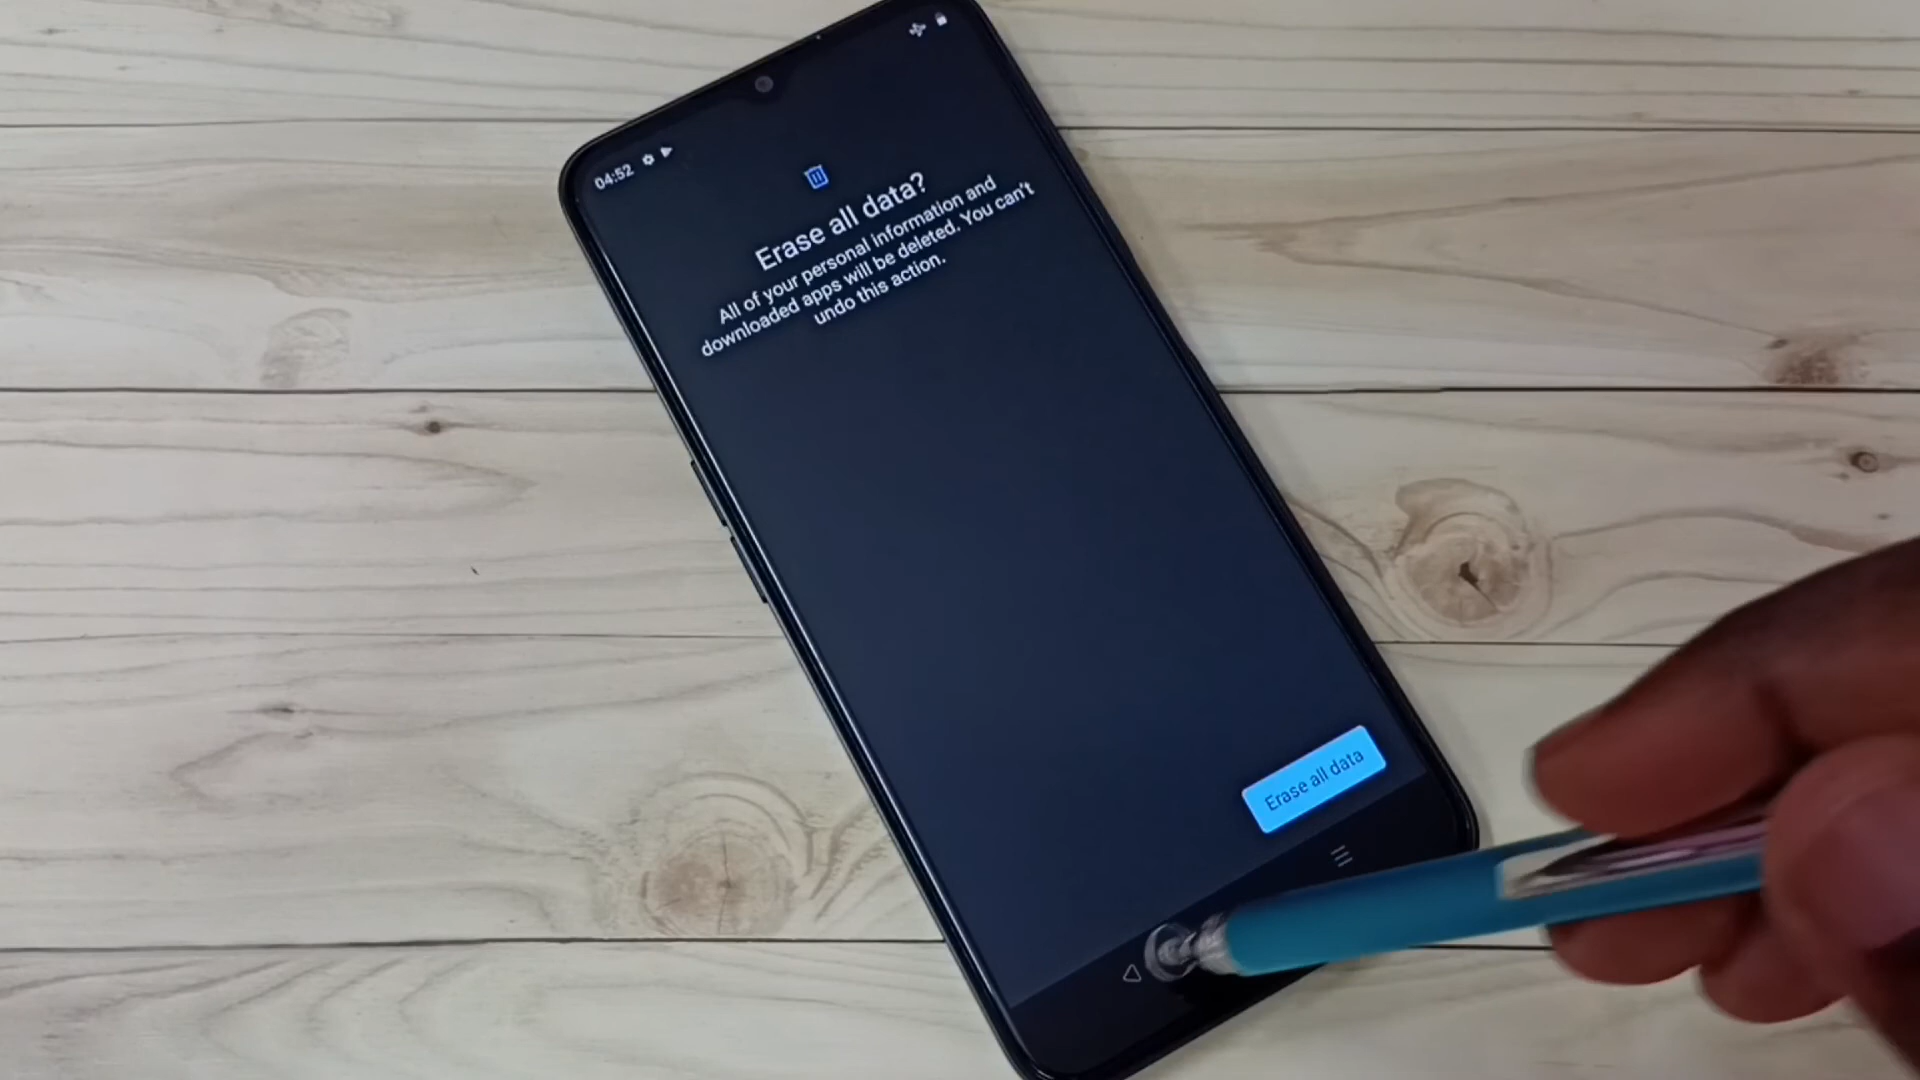 04:52
Erase all data?
All of your personal information and
downloaded apps will be deleted. You can't
undo this action.
Erase all data